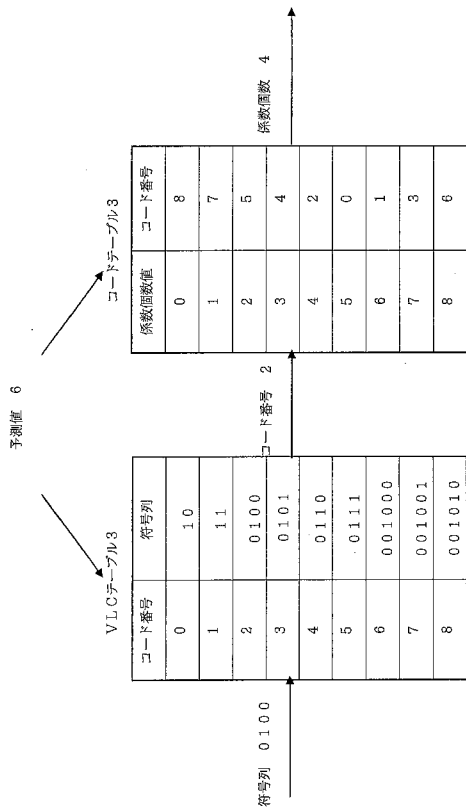 予測値 6
VLCテーブル3
コード番号 符号列
0 10
1 11
2 0100
3 0101
4 0110
5 0111
6 001000
7 001001
8 001010
コードテーブル3
係数個数値 コード番号
0 8
1 7
2 5
3 4
4 2
5 0
6 1
7 3
8 6
符号列 0100
コード番号 2
係数個数 4